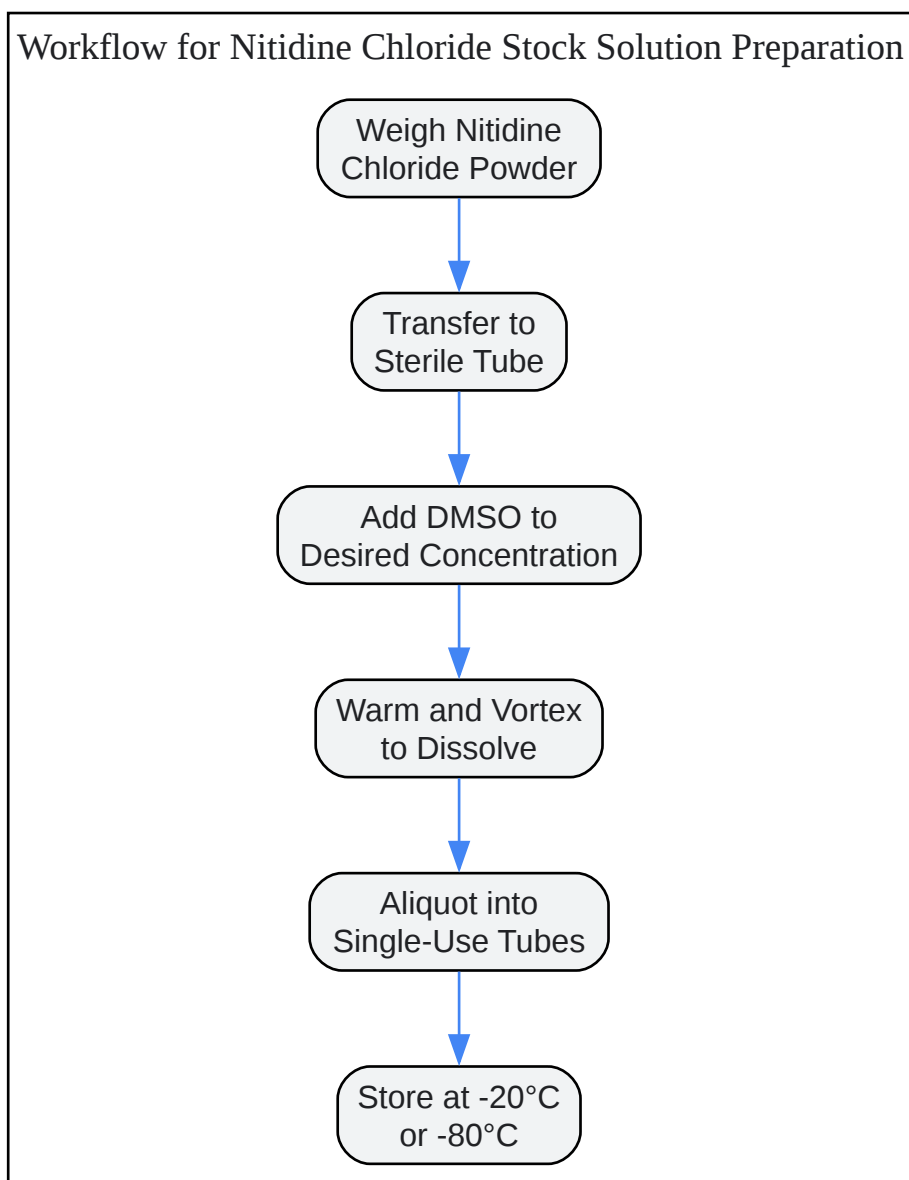 Workflow for Nitidine Chloride Stock Solution Preparation
Weigh Nitidine
Chloride Powder
Transfer to
Sterile Tube
Add DMSO to
Desired Concentration
Warm and Vortex
to Dissolve
Aliquot into
Single-Use Tubes
Store at -20°C
or -80°C